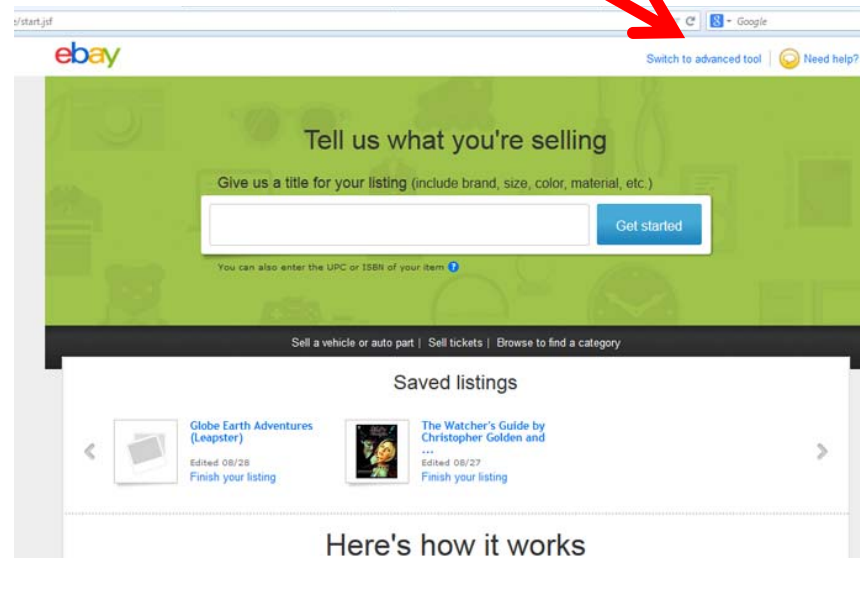 e/start.jsf
8 Google
ebay
Switch to advanced tool | Need help?
Tell us what you're selling
Give us a title for your listing (include brand, size, color, material, etc.)
Get started
You can also enter the UPC or ISBN of your item ?
Sell a vehicle or auto part | Sell tickets | Browse to find a category
Saved listings
Globe Earth Adventures
(Leapster)
Edited 08/28
Finish your listing
The Watcher's Guide by
Christopher Golden and
...
Edited 08/27
Finish your listing
Here's how it works